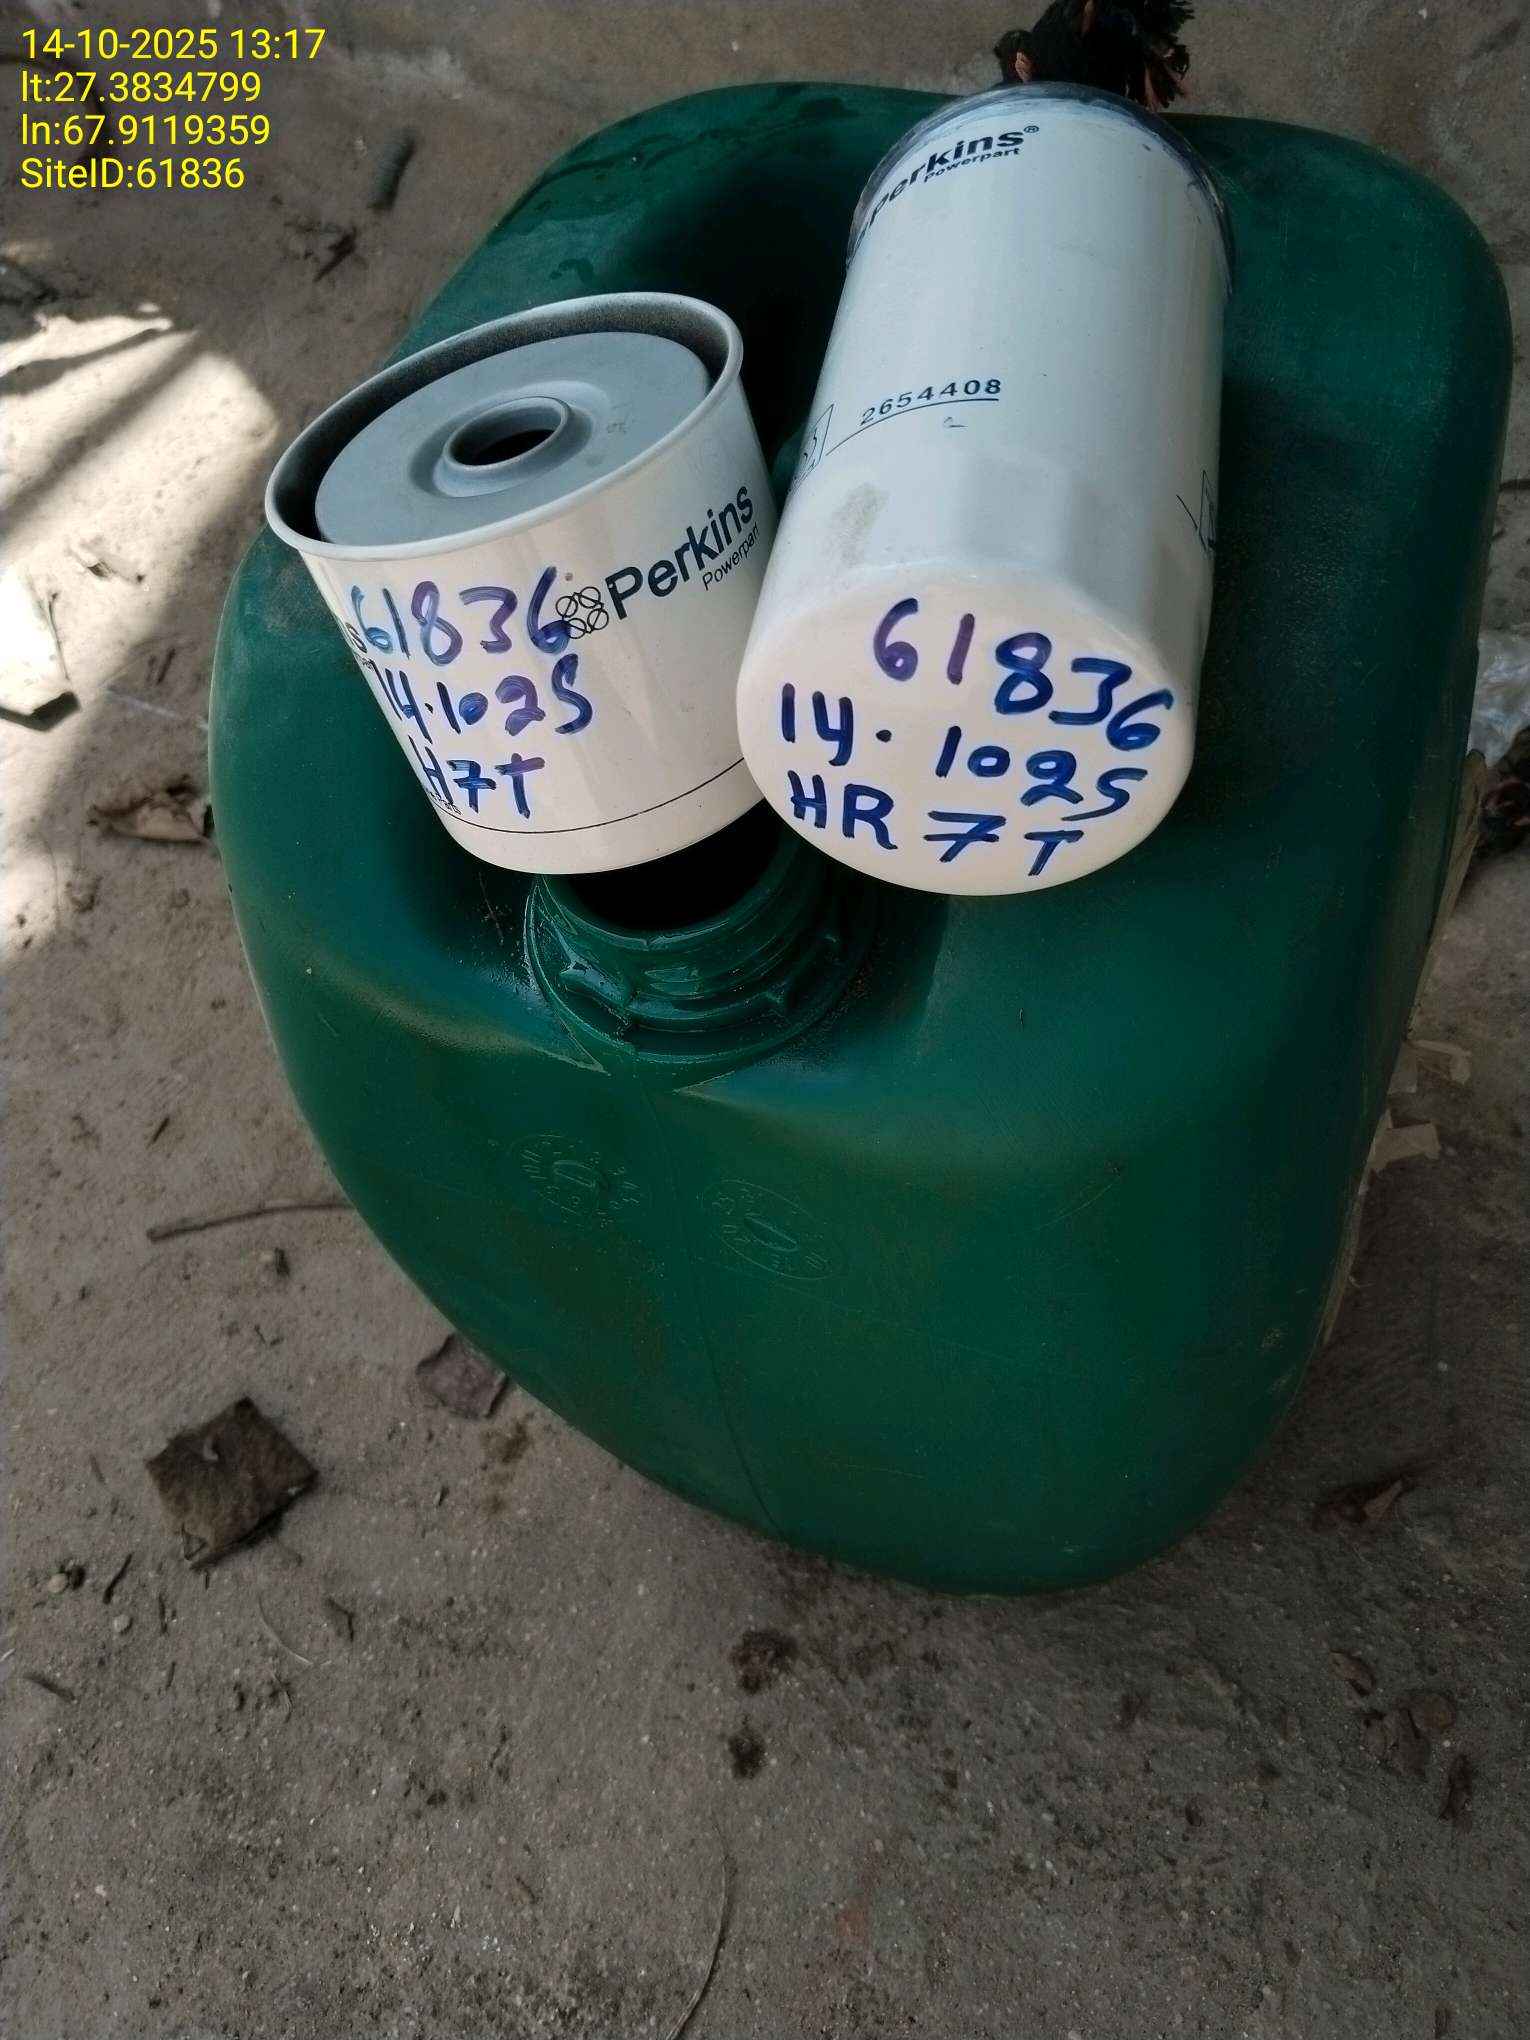 14-10-2025 13:17
lt:27.3834799
ln:67.9119359
SiteID:61836
Perkins®
Powerpart
2654408
Perkins
Powerpart
61836
14.1025
H7T
61836
14. 1025
HR 7T